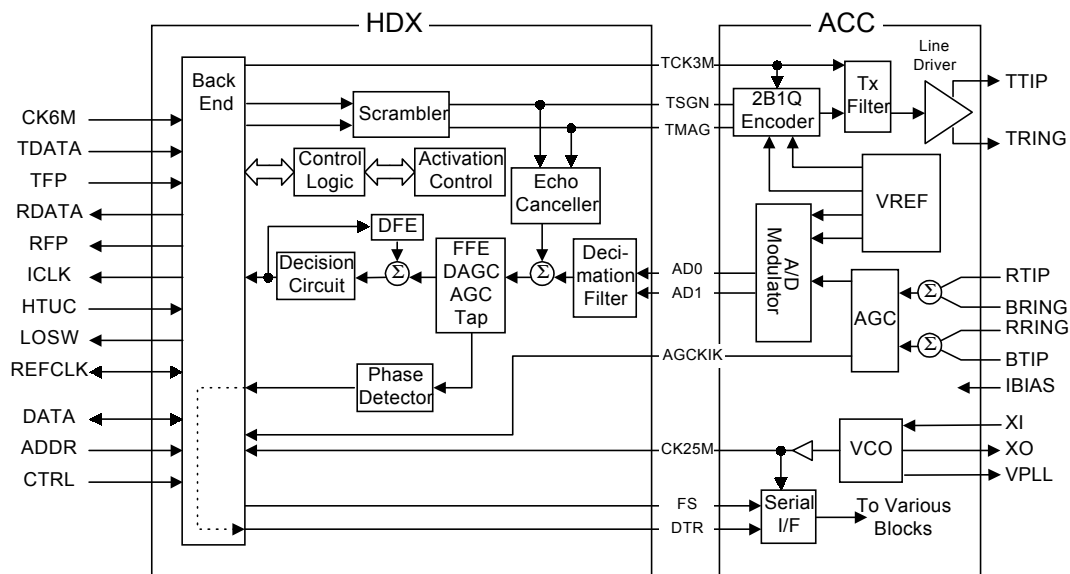 HDX
ACC
Back
End
CK6M
TDATA
TFP
RDATA
RFP
ICLK
HTUC
LOSW
REFCLK
DATA
ADDR
CTRL
Scrambler
Control
Logic
Activation
Control
Echo
Canceller
DFE
Decision
Circuit
Σ
FFE
DAGC
AGC
Tap
Σ
Deci-
mation
Filter
Phase
Detector
TCK3M
TSGN
TMAG
AD0
AD1
AGCKIK
CK25M
FS
DTR
2B1Q
Encoder
Tx
Filter
Line
Driver
VREF
A/D
Modulator
AGC
Σ
Σ
VCO
Serial
I/F
To Various
Blocks
TTIP
TRING
RTIP
BRING
RRING
BTIP
IBIAS
XI
XO
VPLL